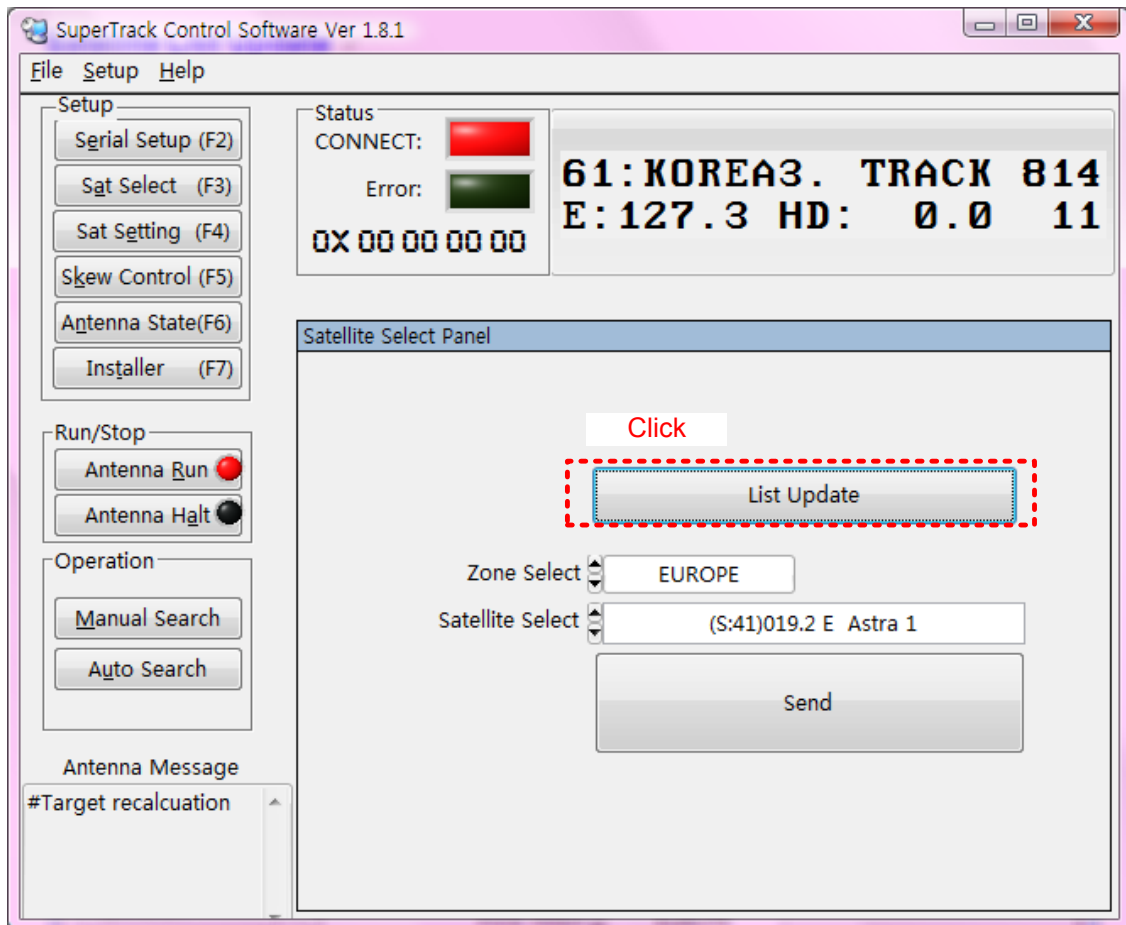 SuperTrack Control Software Ver 1.8.1
File Setup Help
Setup
Serial Setup (F2)
Sat Select (F3)
Sat Setting (F4)
Skew Control (F5)
Antenna State(F6)
Installer (F7)
Run/Stop
Antenna Run
Antenna Halt
Operation
Manual Search
Auto Search
Antenna Message
#Target recalcuation
Status
CONNECT:
Error:
0X 00 00 00 00
61:KOREA3. TRACK 814
E:127.3 HD: 0.0 11
Satellite Select Panel
Click
List Update
Zone Select EUROPE
Satellite Select (S:41)019.2 E Astra 1
Send